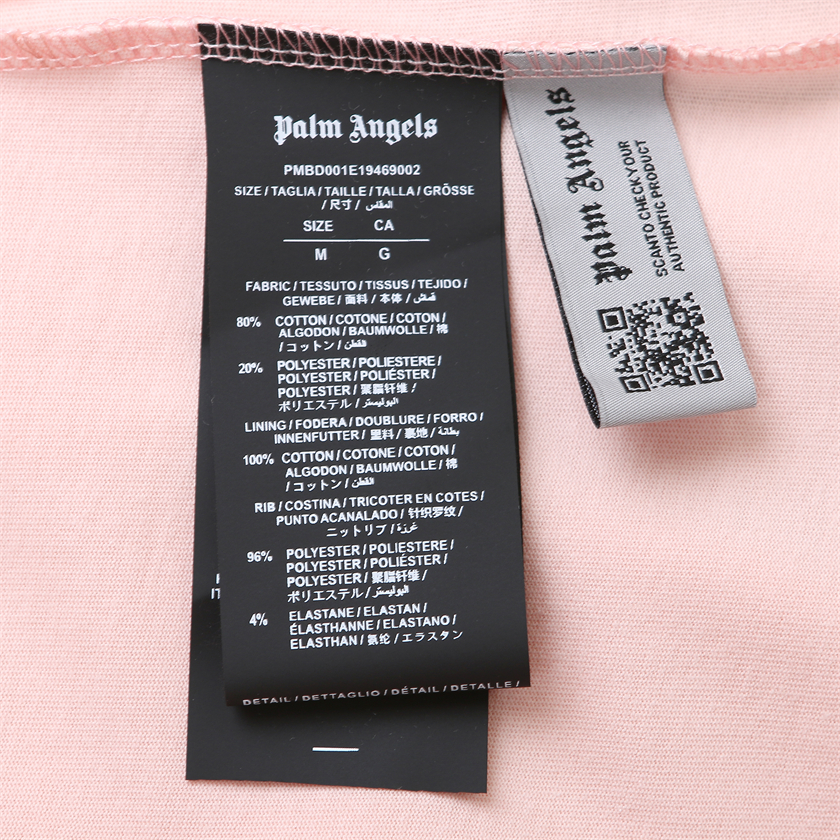 Palm Angels
PMBD001E19469002
SIZE / TAGLIA / TAILLE / TALLA / GRÖSSE
/ 尺寸 / المقاس
SIZE CA
M G
FABRIC / TESSUTO / TISSUS / TEJIDO /
GEWEBE / 面料 / 本体 / قماش
80% COTTON / COTONE / COTON /
ALGODON / BAUMWOLLE / 棉
/ コットン / القطن
20% POLYESTER / POLIESTERE /
POLYESTER / POLIÉSTER /
POLYESTER / 聚脂纤维 /
ポリエステル / البوليستر
LINING / FODERA / DOUBLURE / FORRO /
INNENFUTTER / 里料 / 裏地 / بطانة
100% COTTON / COTONE / COTON /
ALGODON / BAUMWOLLE / 棉
/ コットン / القطن
RIB / COSTINA / TRICOTER EN COTES /
PUNTO ACANALADO / 针织罗纹 /
ニットリブ / غرزة
96% POLYESTER / POLIESTERE /
POLYESTER / POLIÉSTER /
POLYESTER / 聚脂纤维 /
ポリエステル / البوليستر
4% ELASTANE / ELASTAN /
ÉLASTHANNE / ELASTANO /
ELASTHAN / 氨纶 / エラスタン
DETAIL / DETTAGLIO / DÉTAIL / DETALLE /
Palm Angels
SCAN TO CHECK YOUR
AUTHENTIC PRODUCT